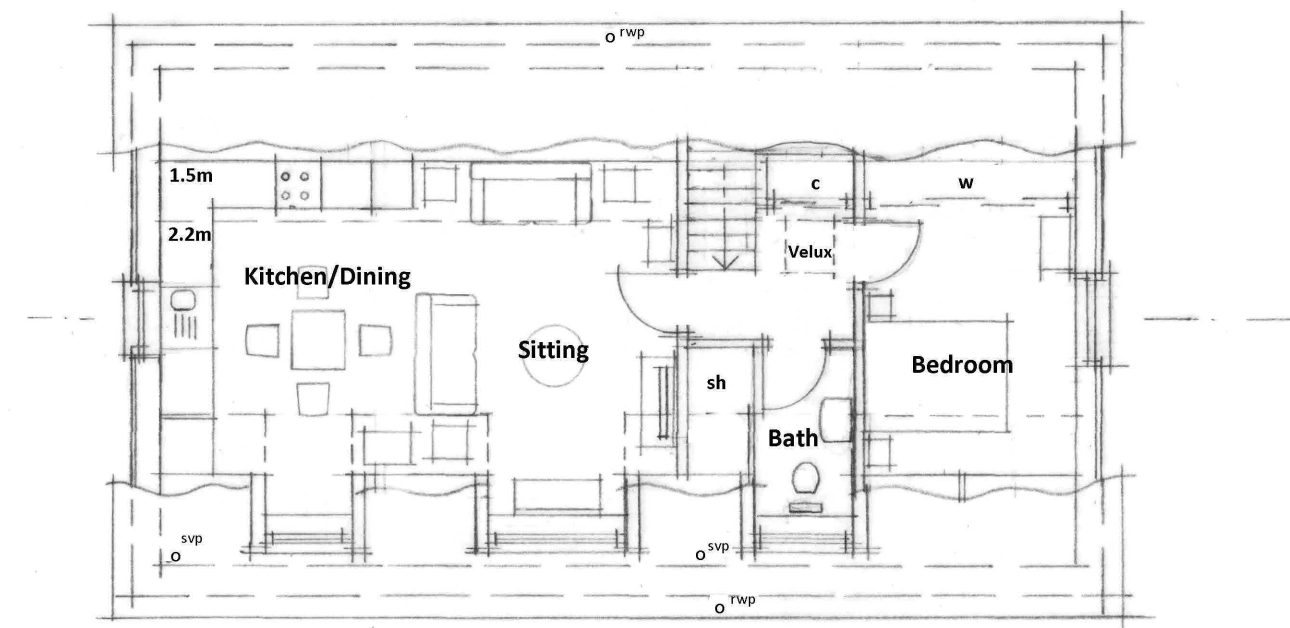 o rwp
1.5m
c
w
2.2m
Velux
Kitchen/Dining
Sitting
Bedroom
sh
Bath
o svp
o svp
o rwp